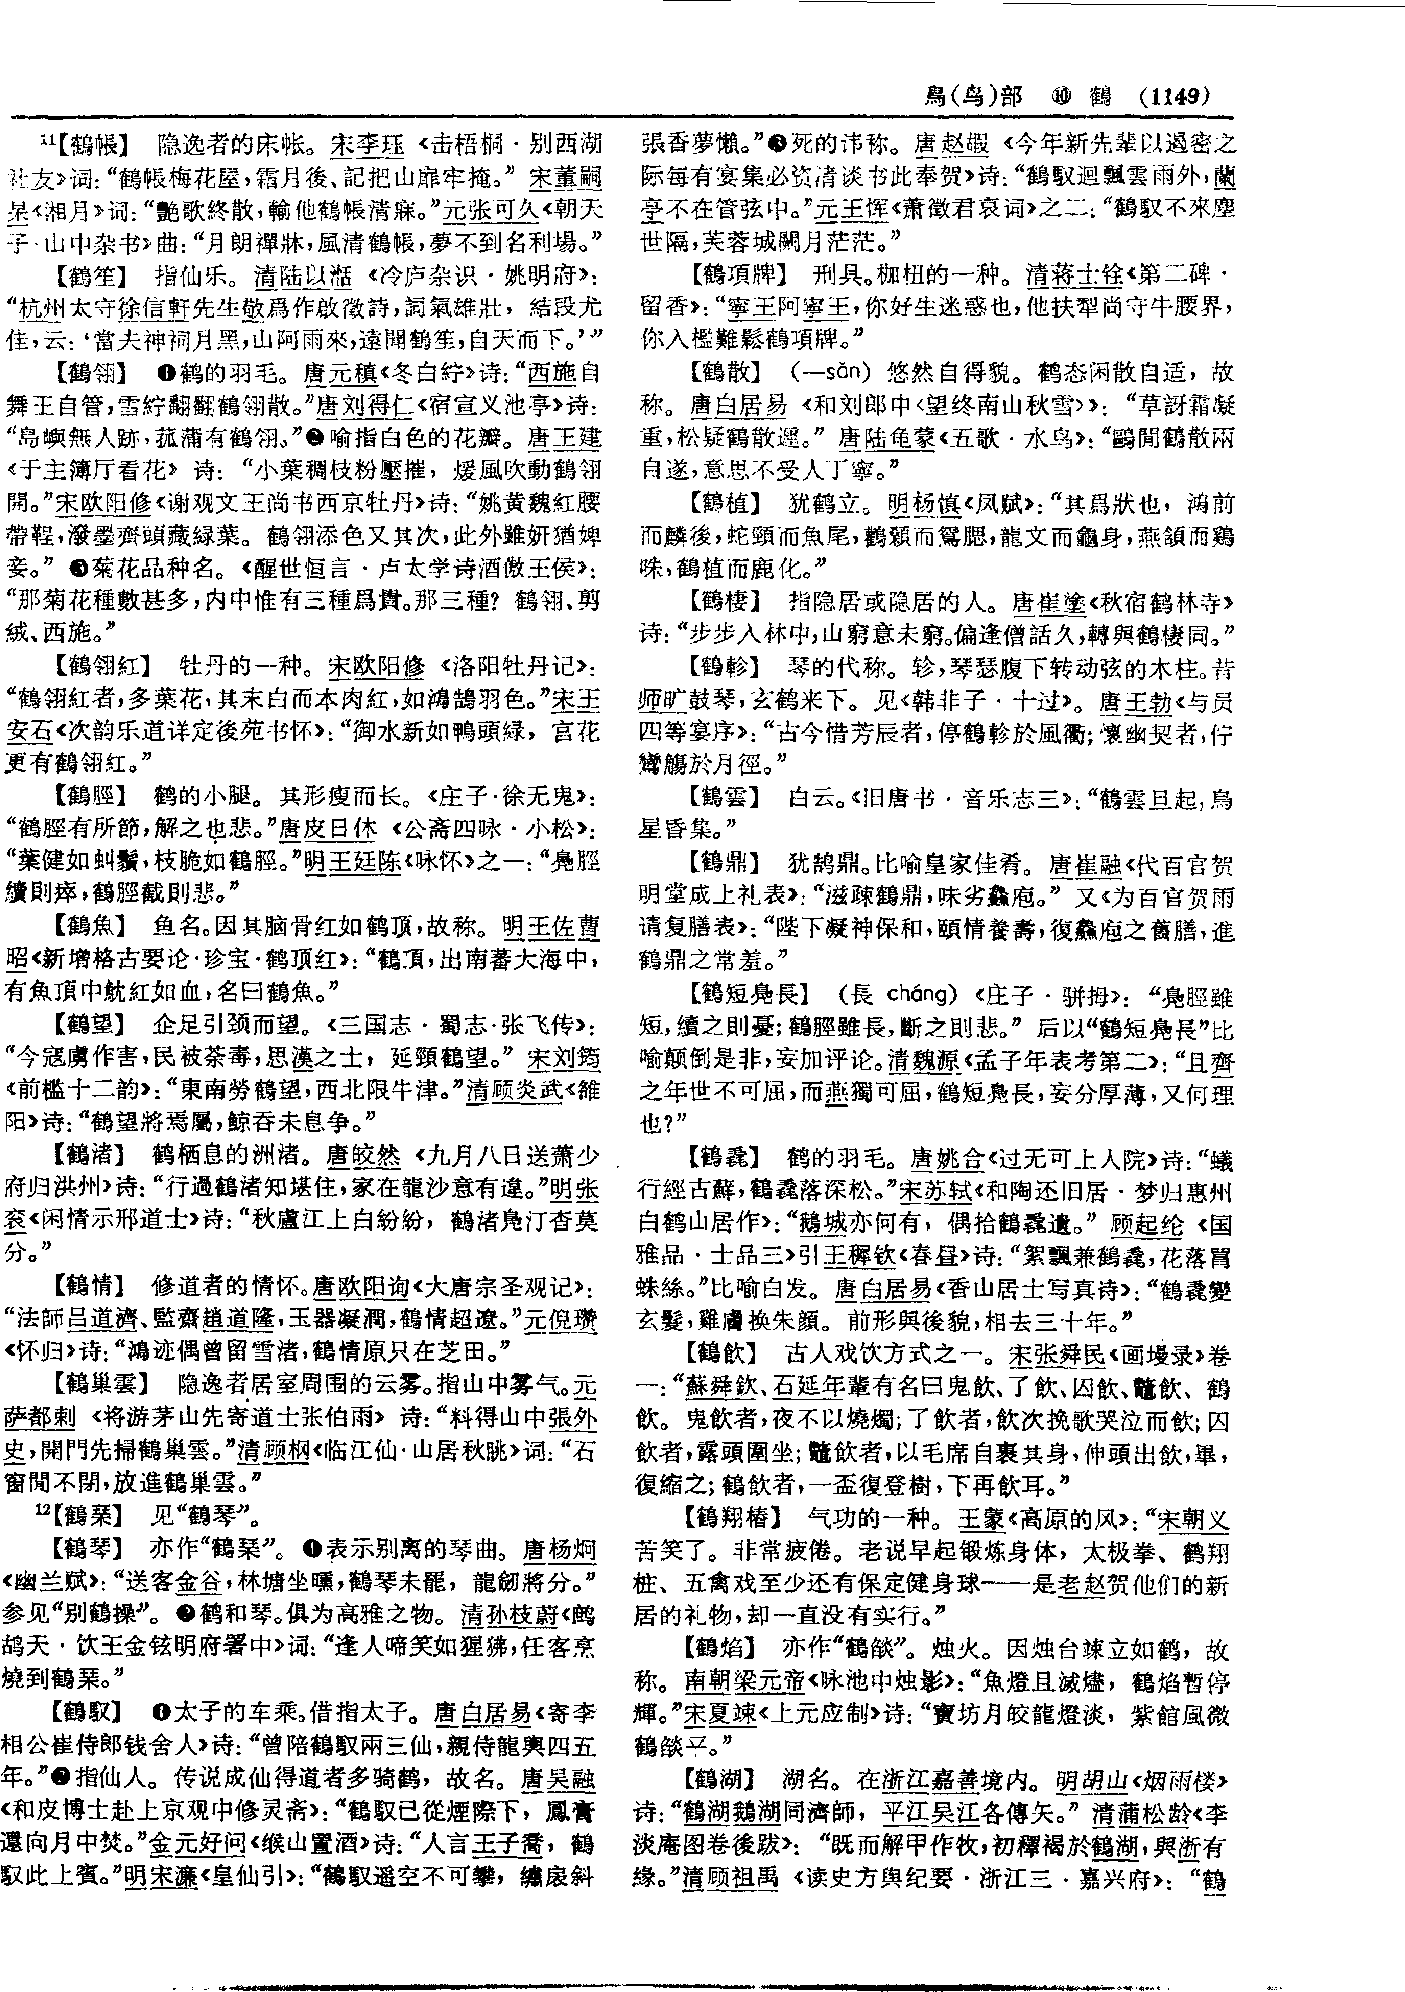 鳥(鸟)部 ⑩ 鶴 (1149)
¹¹【鶴帳】 隐逸者的床帐。宋李珏《击梧桐·别西湖
社友》词:“鶴帳梅花屋,霜月後、記把山扉牢掩。” 宋董嗣
杲《湘月》词:“艷歌終散,輸他鶴帳清寐。”元张可久《朝天
子·山中杂书》曲:“月朗禪牀,風清鶴帳,夢不到名利場。”
【鶴笙】 指仙乐。清陆以湉《冷庐杂识·姚明府》:
“杭州太守徐信軒先生敬爲作啟徵詩,詞氣雄壯,結段尤
佳,云:‘當夫神祠月黑,山阿雨來,遠聞鶴笙,自天而下。’”
【鶴翎】 ❶鹤的羽毛。唐元稹《冬白紵》诗:“西施自
舞王自管,雪紵翻翻鶴翎散。”唐刘得仁《宿宣义池亭》诗:
“島嶼無人跡,菰蒲有鶴翎。”❷喻指白色的花瓣。唐王建
《于主簿厅看花》诗:“小葉稠枝粉壓摧,煖風吹動鶴翎
開。”宋欧阳修《谢观文王尚书西京牡丹》诗:“姚黄魏紅腰
帶鞓,潑墨齊頭藏緑葉。鶴翎添色又其次,此外雖妍猶婢
妾。” ❸菊花品种名。《醒世恒言·卢太学诗酒傲王侯》:
“那菊花種數甚多,内中惟有三種爲貴。那三種?鶴翎、剪
絨、西施。”
【鶴翎紅】 牡丹的一种。宋欧阳修《洛阳牡丹记》:
“鶴翎紅者,多葉花,其末白而本肉紅,如鴻鵠羽色。”宋王
安石《次韵乐道详定後苑书怀》:“御水新如鴨頭緑,宫花
更有鶴翎紅。”
【鶴脛】 鹤的小腿。其形瘦而长。《庄子·徐无鬼》:
“鶴脛有所節,解之也悲。”唐皮日休《公斋四咏·小松》:
“葉健如虬鬚,枝脆如鶴脛。”明王廷陈《咏怀》之一:“鳧脛
續則瘁,鶴脛截則悲。”
【鶴魚】 鱼名。因其脑骨红如鹤顶,故称。明王佐曹
昭《新增格古要论·珍宝·鹤顶红》:“鶴頂,出南蕃大海中,
有魚頂中魫紅如血,名曰鶴魚。”
【鶴望】 企足引颈而望。《三国志·蜀志·张飞传》:
“今寇虜作害,民被荼毒,思漢之士,延頸鶴望。” 宋刘筠
《前槛十二韵》:“東南勞鶴望,西北限牛津。”清顾炎武《雒
阳》诗:“鶴望將焉屬,鯨吞未息争。”
【鶴渚】 鹤栖息的洲渚。唐皎然《九月八日送萧少
府归洪州》诗:“行過鶴渚知堪住,家在龍沙意有違。”明张
衮《闲情示邢道士》诗:“秋蘆江上白紛紛,鶴渚鳧汀杳莫
分。”
【鶴情】 修道者的情怀。唐欧阳询《大唐宗圣观记》:
“法師吕道濟、監齋趙道隆,玉器凝潤,鶴情超遼。”元倪瓒
《怀归》诗:“鴻迹偶曾留雪渚,鶴情原只在芝田。”
【鶴巢雲】 隐逸者居室周围的云雾。指山中雾气。元
萨都剌《将游茅山先寄道士张伯雨》诗:“料得山中張外
史,開門先掃鶴巢雲。”清顾㭎《临江仙·山居秋眺》词:“石
窗閒不閉,放進鶴巢雲。”
¹²【鶴琹】 见“鶴琴”。
【鶴琴】 亦作“鶴琹”。❶表示别离的琴曲。唐杨炯
《幽兰赋》:“送客金谷,林塘坐曛,鶴琴未罷,龍劒將分。”
参见“别鶴操”。❷鹤和琴。俱为高雅之物。清孙枝蔚《鹧
鸪天·饮王金铉明府署中》词:“逢人啼笑如猩狒,任客烹
燒到鶴琹。”
【鶴馭】 ❶太子的车乘。借指太子。唐白居易《寄李
相公崔侍郎钱舍人》诗:“曾陪鶴馭兩三仙,親侍龍輿四五
年。”❷指仙人。传说成仙得道者多骑鹤,故名。唐吴融
《和皮博士赴上京观中修灵斋》:“鶴馭已從煙際下,鳳膏
還向月中焚。”金元好问《缑山置酒》诗:“人言王子喬,鶴
馭此上賓。”明宋濂《皇仙引》:“鶴馭遥空不可攀,繡扆斜
張香夢懶。”❸死的讳称。唐赵嘏《今年新先辈以遏密之
际每有宴集必资清谈书此奉贺》诗:“鶴馭迴飄雲雨外,蘭
亭不在管弦中。”元王恽《萧徵君哀词》之二:“鶴馭不來塵
世隔,芙蓉城闕月茫茫。”
【鶴項牌】 刑具。枷杻的一种。清蒋士铨《第二碑·
留香》:“寧王阿寧王,你好生迷惑也,他扶犁尚守牛腰界,
你入檻難鬆鶴項牌。”
【鶴散】 (—sǎn) 悠然自得貌。鹤态闲散自适,故
称。唐白居易《和刘郎中〈望终南山秋雪〉》:“草訝霜凝
重,松疑鶴散遲。” 唐陆龟蒙《五歌·水鸟》:“鷗閒鶴散兩
自遂,意思不受人丁寧。”
【鶴植】 犹鹤立。明杨慎《凤赋》:“其爲狀也,鴻前
而麟後,蛇頸而魚尾,鸛顙而鴛腮,龍文而龜身,燕頷而鷄
咮,鶴植而鹿化。”
【鶴棲】 指隐居或隐居的人。唐崔塗《秋宿鹤林寺》
诗:“步步入林中,山窮意未窮。偏逢僧話久,轉與鶴棲同。”
【鶴軫】 琴的代称。轸,琴瑟腹下转动弦的木柱。昔
师旷鼓琴,玄鹤来下。见《韩非子·十过》。唐王勃《与员
四等宴序》:“古今惜芳辰者,停鶴軫於風衢;懷幽契者,佇
鸞觴於月徑。”
【鶴雲】 白云。《旧唐书·音乐志三》:“鶴雲旦起,鳥
星昏集。”
【鶴鼎】 犹鹄鼎。比喻皇家佳肴。唐崔融《代百官贺
明堂成上礼表》:“滋疎鶴鼎,味劣麤庖。” 又《为百官贺雨
请复膳表》:“陛下凝神保和,頤情養壽,復麤庖之舊膳,進
鶴鼎之常羞。”
【鶴短鳧長】 (長 cháng)《庄子·骈拇》:“鳧脛雖
短,續之則憂;鶴脛雖長,斷之則悲。” 后以“鶴短鳧長”比
喻颠倒是非,妄加评论。清魏源《孟子年表考第二》:“且齊
之年世不可屈,而燕獨可屈,鶴短鳧長,妄分厚薄,又何理
也?”
【鶴毳】 鹤的羽毛。唐姚合《过无可上人院》诗:“蟻
行經古蘚,鶴毳落深松。”宋苏轼《和陶还旧居·梦归惠州
白鹤山居作》:“鵝城亦何有,偶拾鶴毳遺。” 顾起纶《国
雅品·士品三》引王穉钦《春昼》诗:“絮飄兼鶴毳,花落罥
蛛絲。”比喻白发。唐白居易《香山居士写真诗》:“鶴毳變
玄髮,雞膚换朱顔。前形與後貌,相去三十年。”
【鶴飲】 古人戏饮方式之一。宋张舜民《画墁录》卷
一:“蘇舜欽、石延年輩有名曰鬼飲、了飲、囚飲、鼈飲、鶴
飲。鬼飲者,夜不以燒燭;了飲者,飲次挽歌哭泣而飲;囚
飲者,露頭圍坐;鼈飲者,以毛席自裹其身,伸頭出飲,畢,
復縮之;鶴飲者,一盃復登樹,下再飲耳。”
【鶴翔樁】 气功的一种。王蒙《高原的风》:“宋朝义
苦笑了。非常疲倦。老说早起锻炼身体,太极拳、鹤翔
桩、五禽戏至少还有保定健身球——是老赵贺他们的新
居的礼物,却一直没有实行。”
【鶴焰】 亦作“鶴燄”。烛火。因烛台竦立如鹤,故
称。南朝梁元帝《咏池中烛影》:“魚燈且滅燼,鶴焰暫停
輝。”宋夏竦《上元应制》诗:“寶坊月皎龍燈淡,紫館風微
鶴燄平。”
【鶴湖】 湖名。在浙江嘉善境内。明胡山《烟雨楼》
诗:“鶴湖鵝湖同濟師,平江吴江各傳矢。” 清蒲松龄《李
淡庵图卷後跋》:“既而解甲作牧,初釋褐於鶴湖,與浙有
緣。”清顾祖禹《读史方舆纪要·浙江三·嘉兴府》:“鶴